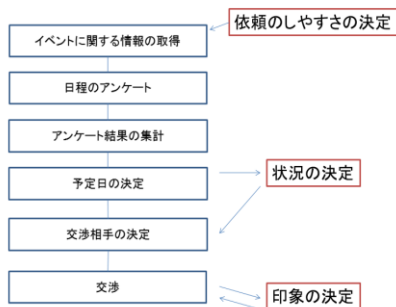 依頼のしやすさの決定
イベントに関する情報の取得
日程のアンケート
アンケート結果の集計
予定日の決定
状況の決定
交渉相手の決定
交渉
印象の決定